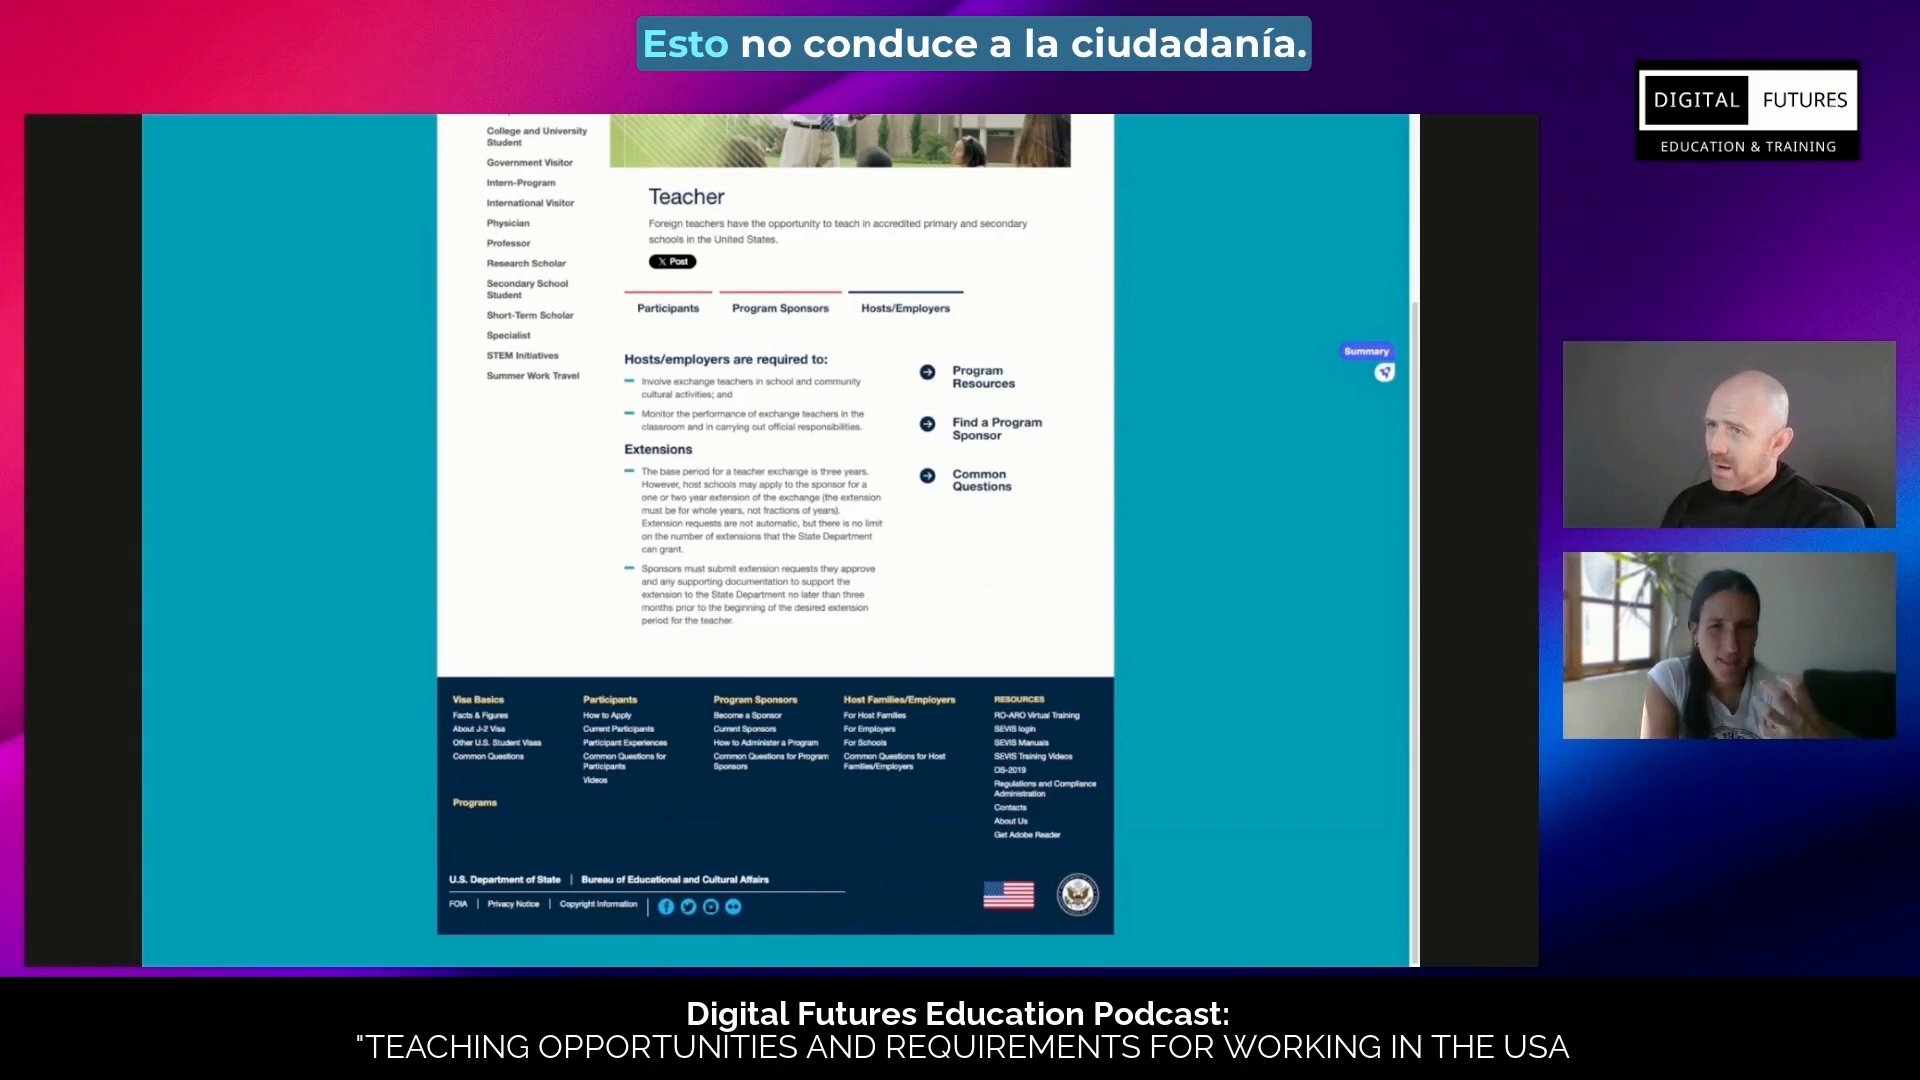 Esto no conduce a la ciudadanía.
DIGITAL FUTURES
EDUCATION & TRAINING
College and University
Student
Government Visitor
Intern-Program
International Visitor
Physician
Professor
Research Scholar
Secondary School
Student
Short-Term Scholar
Specialist
STEM Initiatives
Summer Work Travel
Teacher
Foreign teachers have the opportunity to teach in accredited primary and secondary
schools in the United States.
X Post
Participants
Program Sponsors
Hosts/Employers
Hosts/employers are required to:
Involve exchange teachers in school and community
cultural activities; and
Monitor the performance of exchange teachers in the
classroom and in carrying out official responsibilities.
Extensions
The base period for a teacher exchange is three years.
However, host schools may apply to the sponsor for a
one or two year extension of the exchange (the extension
must be for whole years, not fractions of years).
Extension requests are not automatic, but there is no limit
on the number of extensions that the State Department
can grant.
Sponsors must submit extension requests they approve
and any supporting documentation to support the
extension to the State Department no later than three
months prior to the beginning of the desired extension
period for the teacher.
Program
Resources
Find a Program
Sponsor
Common
Questions
Summary
Visa Basics
Facts & Figures
About J-2 Visa
Other U.S. Student Visas
Common Questions
Programs
Participants
How to Apply
Current Participants
Participant Experiences
Common Questions for
Participants
Videos
Program Sponsors
Become a Sponsor
Current Sponsors
How to Administer a Program
Common Questions for Program
Sponsors
Host Families/Employers
For Host Families
For Employers
For Schools
Common Questions for Host
Families/Employers
RESOURCES
RO-ARO Virtual Training
SEVIS login
SEVIS Manuals
SEVIS Training Videos
DS-2019
Regulations and Compliance
Administration
Contacts
About Us
Get Adobe Reader
U.S. Department of State | Bureau of Educational and Cultural Affairs
FOIA | Privacy Notice | Copyright Information
Digital Futures Education Podcast:
"TEACHING OPPORTUNITIES AND REQUIREMENTS FOR WORKING IN THE USA